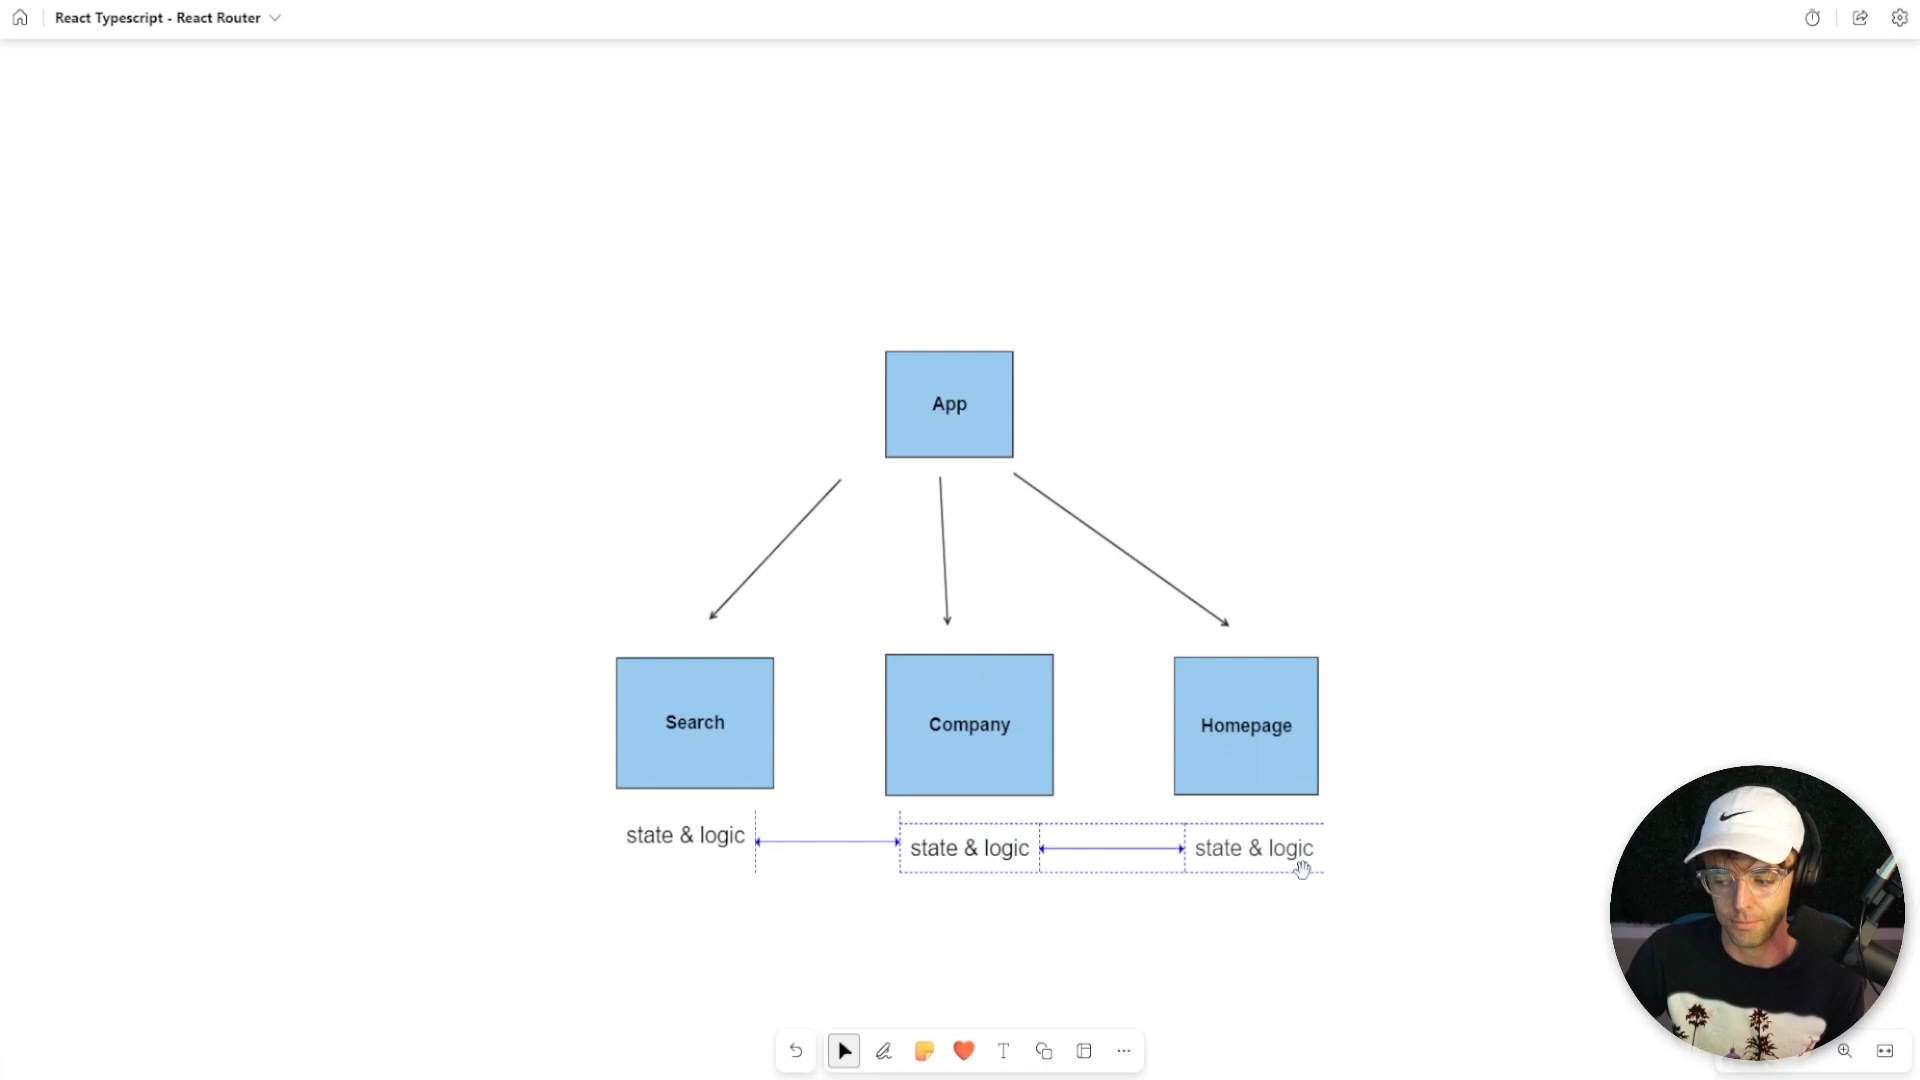 React Typescript - React Router
App
Search
Company
Homepage
state & logic
state & logic
state & logic